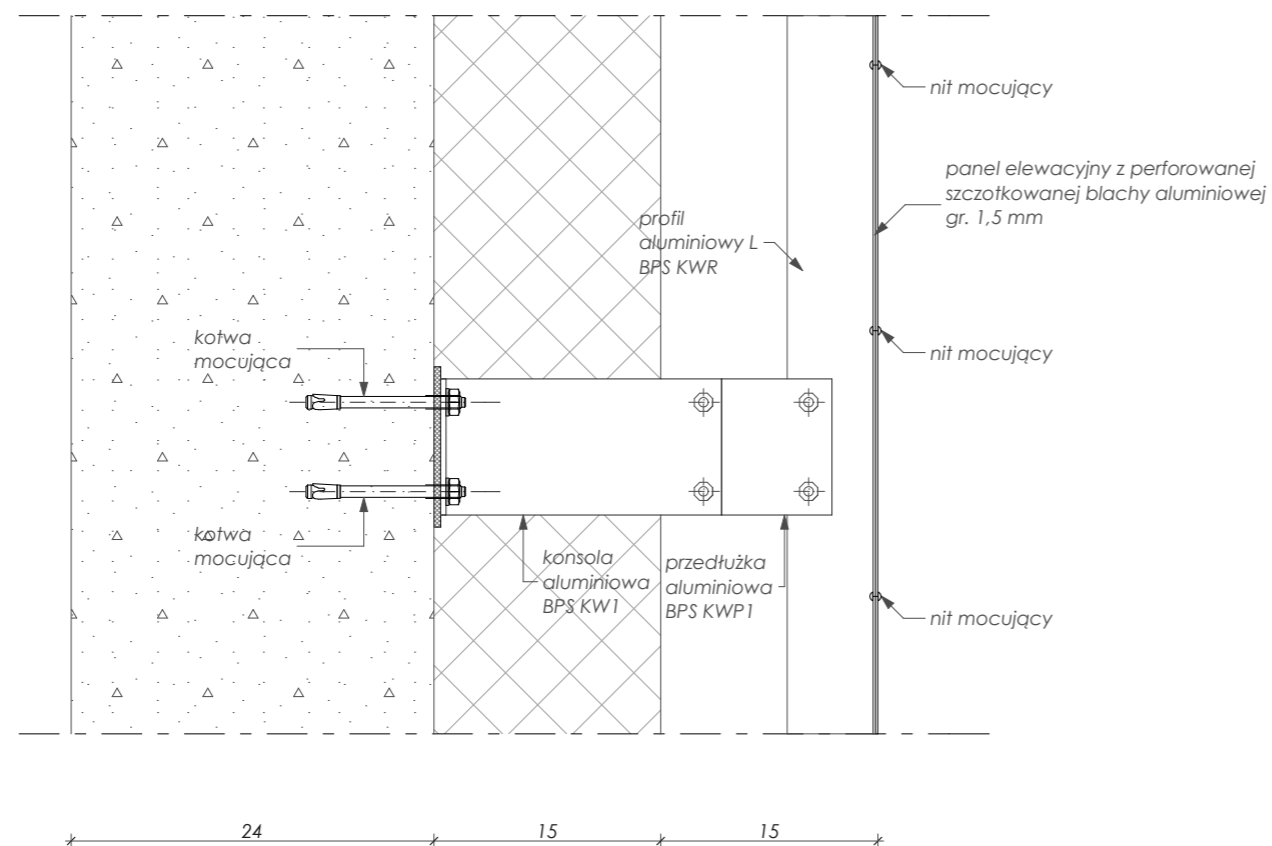 nit mocujący
panel elewacyjny z perforowanej
szczotkowanej blachy aluminiowej
gr. 1,5 mm
profil
aluminiowy L
BPS KWR
kotwa
mocująca
nit mocujący
kotwa
mocująca
konsola
aluminiowa
BPS KW1
przedłużka
aluminiowa
BPS KWP1
nit mocujący
24
15
15